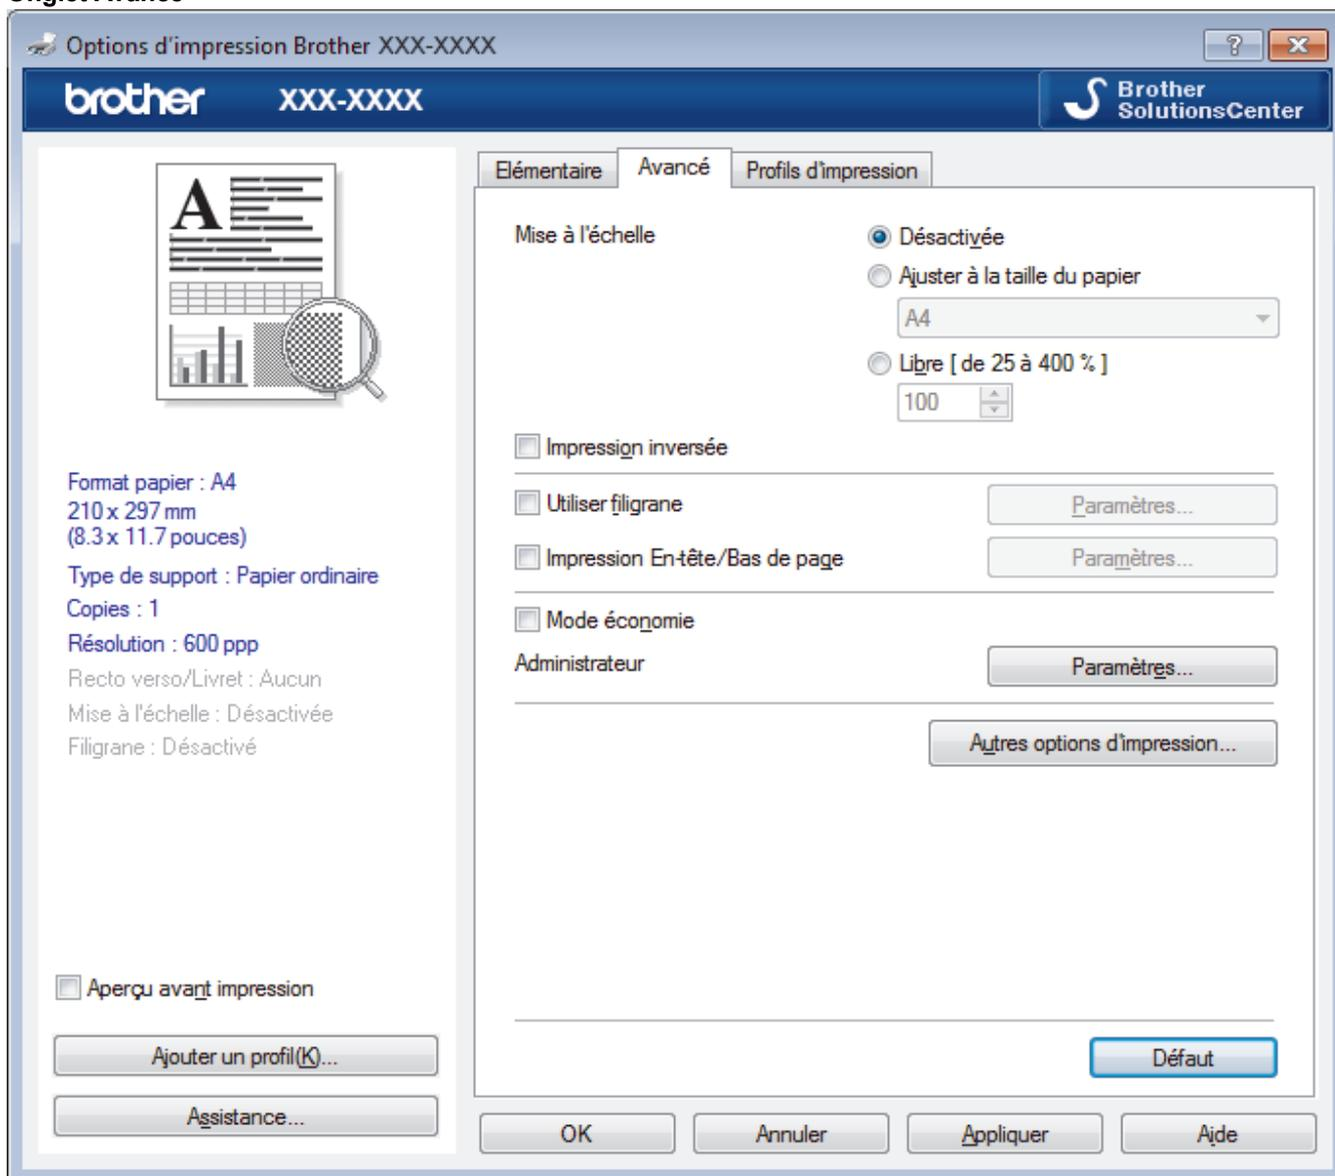 Onglet Avancé
Options d'impression Brother XXX-XXXX
brother XXX-XXXX
Brother
SolutionsCenter
A
Format papier : A4
210 x 297 mm
(8.3 x 11.7 pouces)
Type de support : Papier ordinaire
Copies : 1
Résolution : 600 ppp
Recto verso/Livret : Aucun
Mise à l'échelle : Désactivée
Filigrane : Désactivé
Aperçu avant impression
Ajouter un profil(K)...
Assistance...
Elémentaire Avancé Profils d'impression
Mise à l'échelle Désactivée
Ajuster à la taille du papier
A4
Libre [ de 25 à 400 % ]
100
Impression inversée
Utiliser filigrane Paramètres...
Impression En-tête/Bas de page Paramètres...
Mode économie
Administrateur Paramètres...
Autres options d'impression...
Défaut
OK Annuler Appliquer Aide